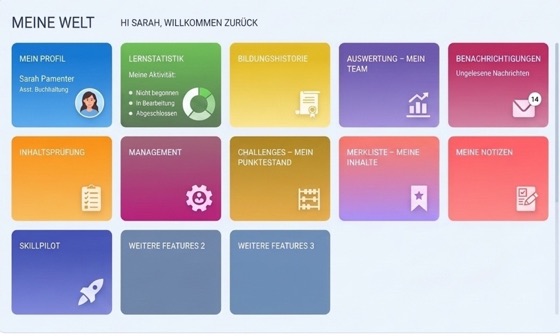 MEINE WELT
HI SARAH, WILLKOMMEN ZURÜCK
MEIN PROFIL
Sarah Pamenter
Asst. Buchhaltung
LERNSTATISTIK
Meine Aktivität:
Nicht begonnen
In Bearbeitung
Abgeschlossen
BILDUNGSHISTORIE
AUSWERTUNG – MEIN
TEAM
BENACHRICHTIGUNGEN
Ungelesene Nachrichten
14
INHALTSPRÜFUNG
MANAGEMENT
CHALLENGES – MEIN
PUNKTESTAND
MERKLISTE – MEINE
INHALTE
MEINE NOTIZEN
SKILLPILOT
WEITERE FEATURES 2
WEITERE FEATURES 3